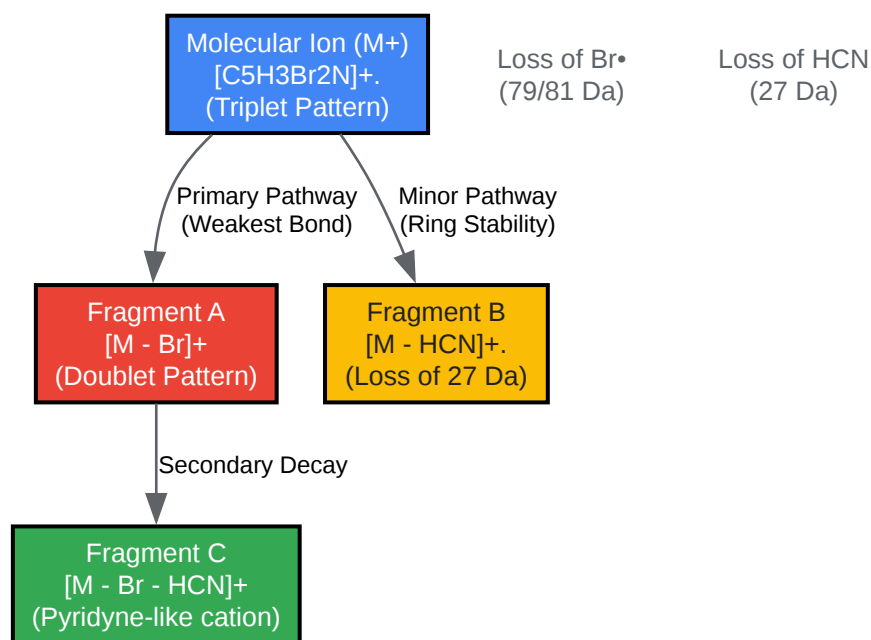 Molecular Ion (M+)
[C5H3Br2N]+.
(Triplet Pattern)
Loss of Br•
(79/81 Da)
Loss of HCN
(27 Da)
Primary Pathway
(Weakest Bond)
Minor Pathway
(Ring Stability)
Fragment A
[M - Br]+
(Doublet Pattern)
Fragment B
[M - HCN]+.
(Loss of 27 Da)
Secondary Decay
Fragment C
[M - Br - HCN]+
(Pyridyne-like cation)